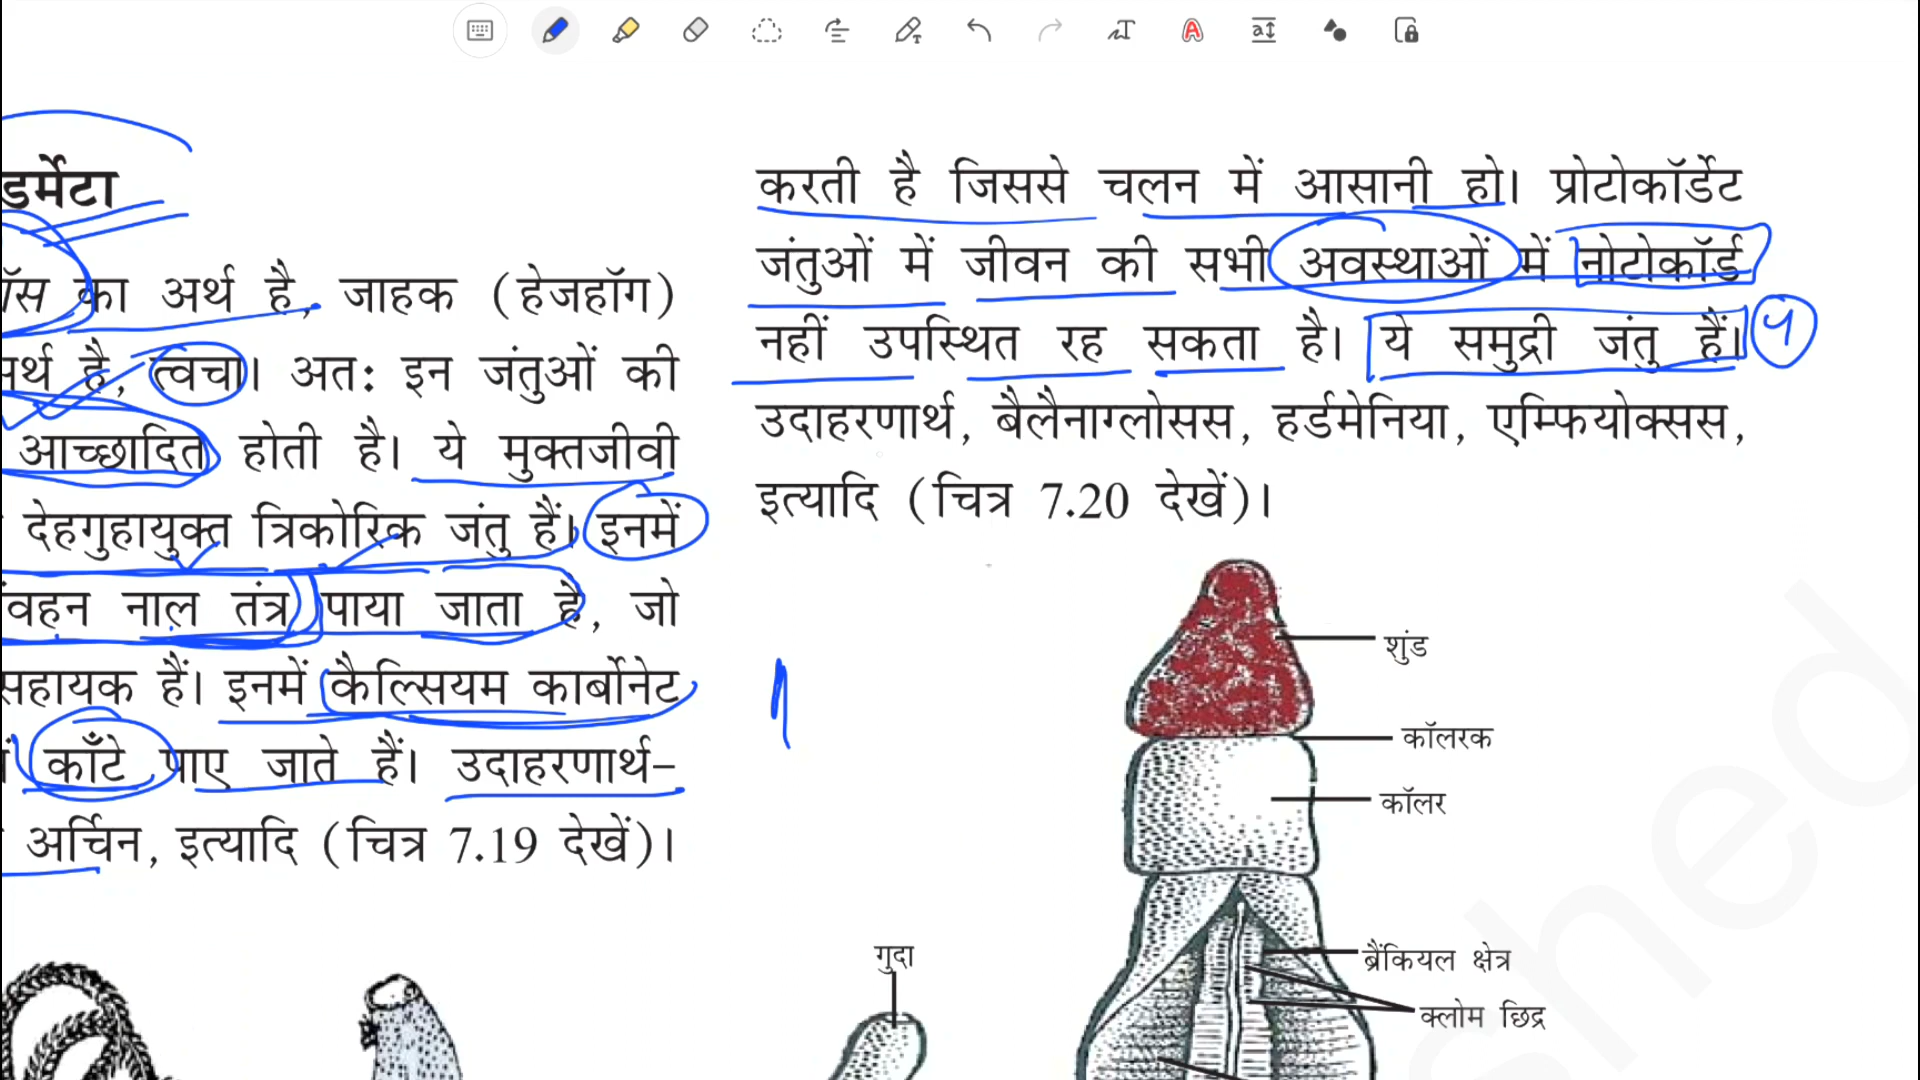 डर्मेटा
का अर्थ है, जाहक (हेजहॉग)
है, त्वचा। अतः इन जंतुओं की
आच्छादित होती है। ये मुक्तजीवी
देहगुहायुक्त त्रिकोरिक जंतु हैं। इनमें
वहन नाल तंत्र पाया जाता है, जो
सहायक हैं। इनमें कैल्सियम कार्बोनेट
काँटे पाए जाते हैं। उदाहरणार्थ-
अर्चिन, इत्यादि (चित्र 7.19 देखें)।
करती है जिससे चलन में आसानी हो। प्रोटोकॉर्डेट
जंतुओं में जीवन की सभी अवस्थाओं में नोटोकॉर्ड
नहीं उपस्थित रह सकता है। ये समुद्री जंतु हैं।
उदाहरणार्थ, बैलैनाग्लोसस, हर्डमेनिया, एम्फियोक्सस,
इत्यादि (चित्र 7.20 देखें)।
शुंड
कॉलरक
कॉलर
गुदा
ब्रैंकियल क्षेत्र
क्लोम छिद्र
shed